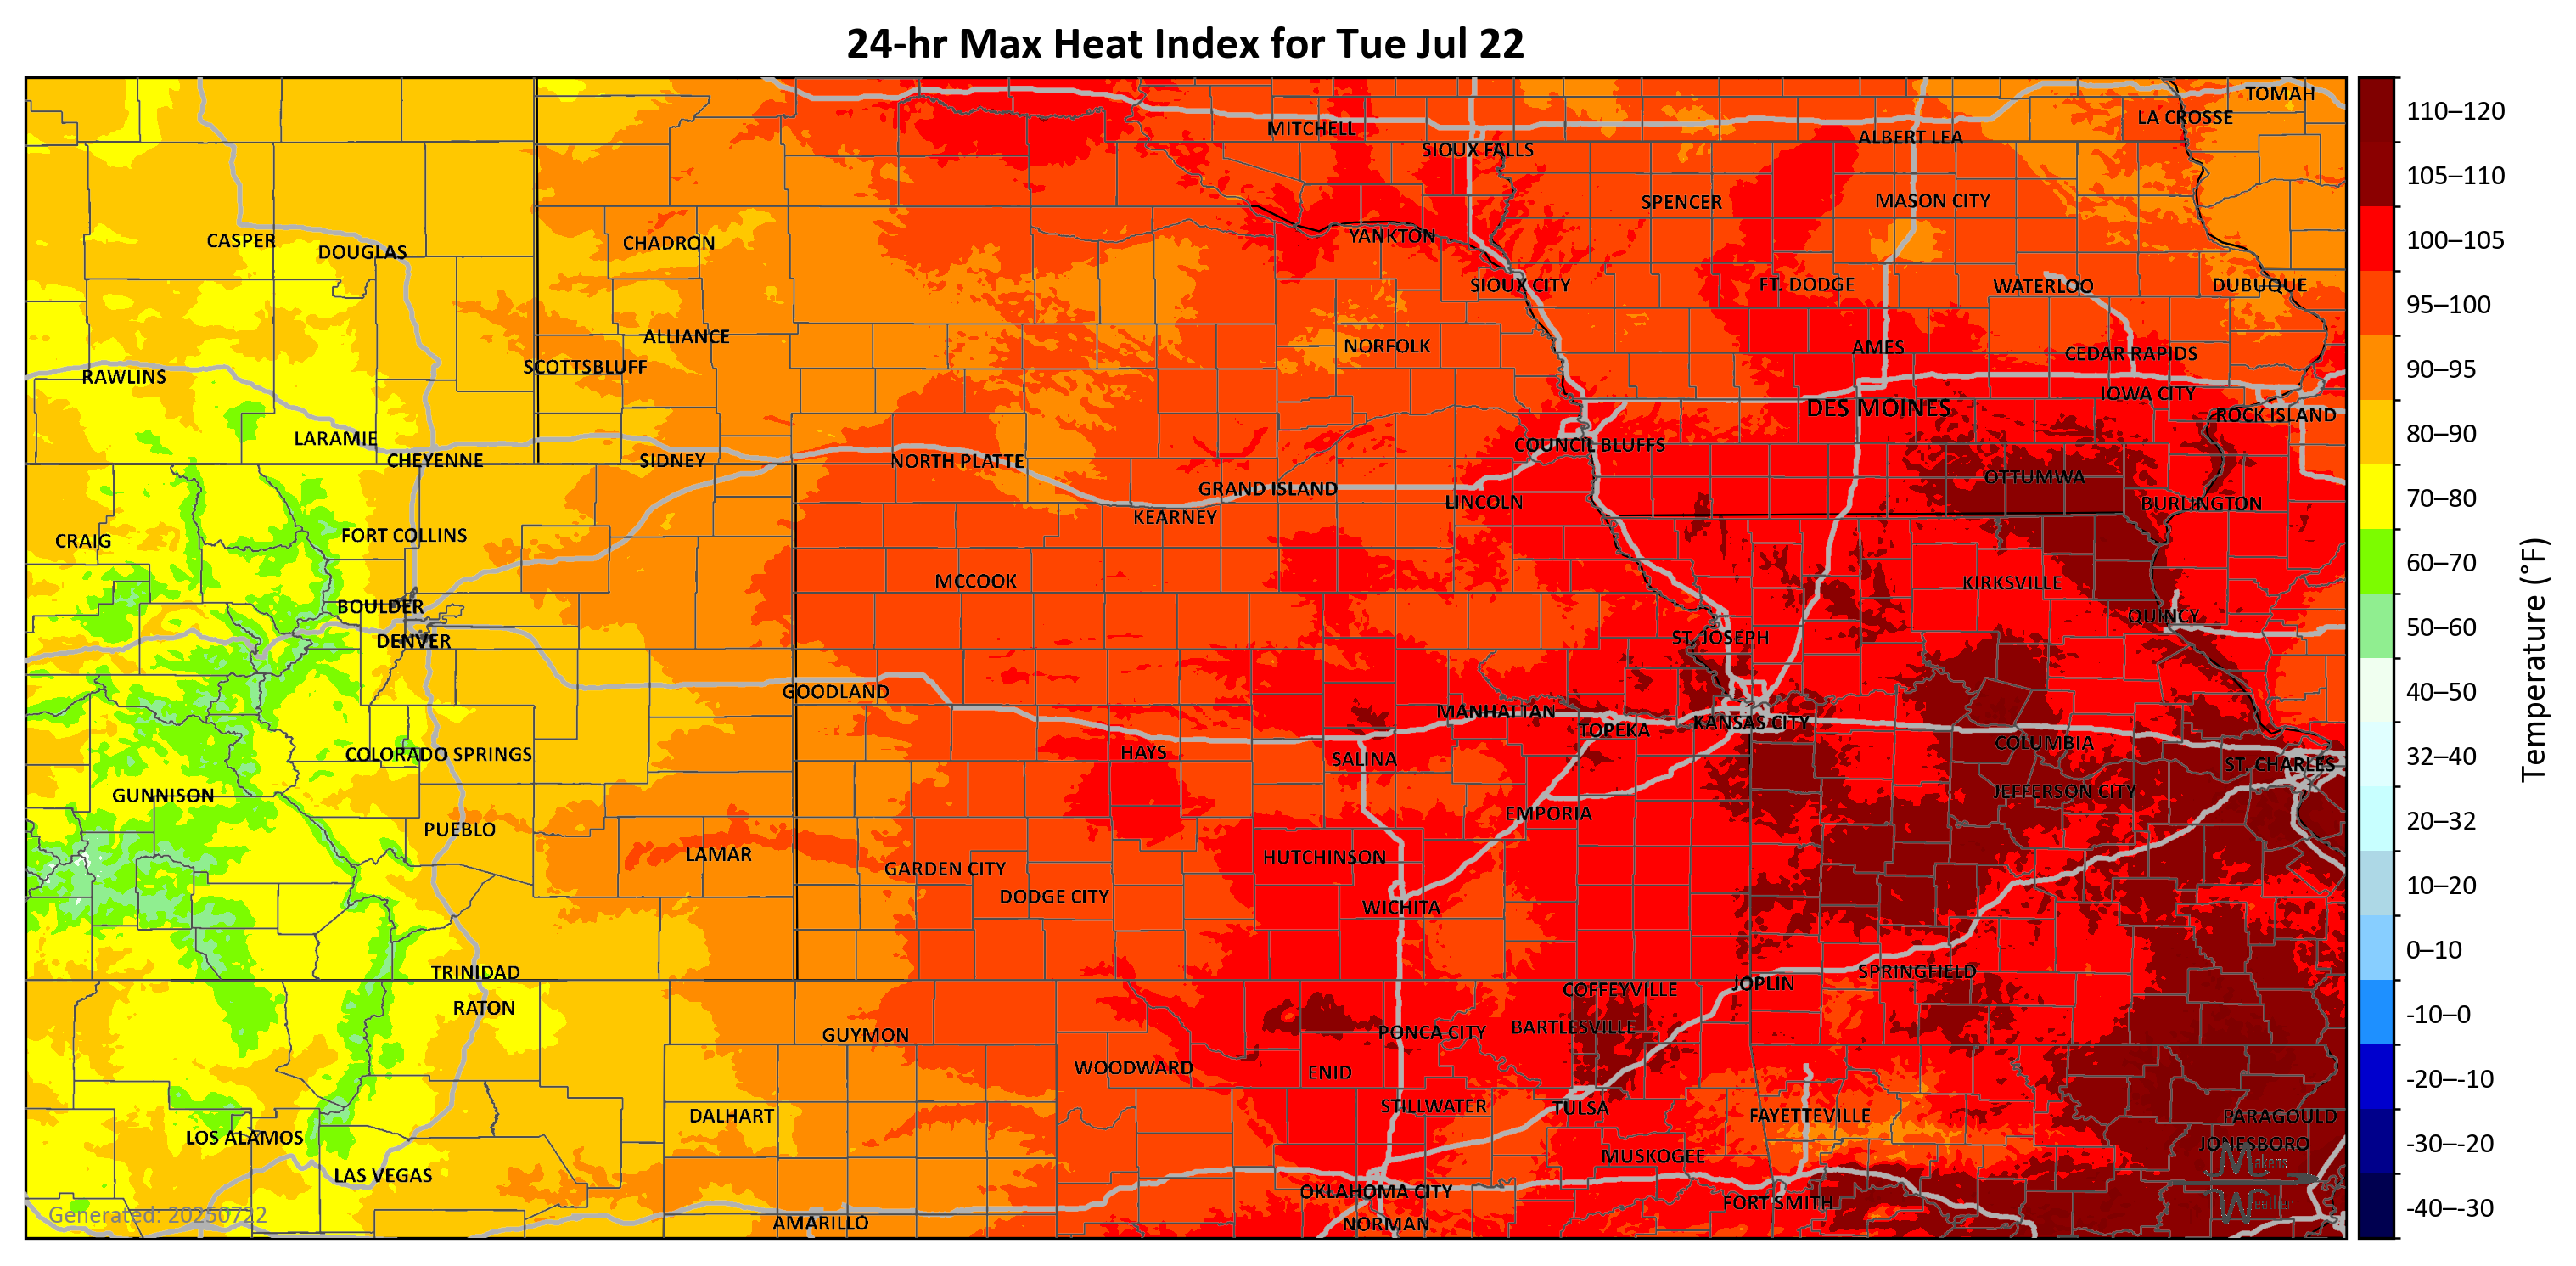 24-hr Max Heat Index for Tue Jul 22
TOMAH
LA CROSSE
MITCHELL
ALBERT LEA
SIOUX FALLS
SPENCER
MASON CITY
YANKTON
CASPER
CHADRON
DOUGLAS
SIOUX CITY
FT. DODGE
WATERLOO
DUBUQUE
ALLIANCE
NORFOLK
AMES
CEDAR RAPIDS
SCOTTSBLUFF
RAWLINS
IOWA CITY
DES MOINES
ROCK ISLAND
LARAMIE
COUNCIL BLUFFS
CHEYENNE
SIDNEY
NORTH PLATTE
OTTUMWA
GRAND ISLAND
LINCOLN
BURLINGTON
KEARNEY
FORT COLLINS
CRAIG
MCCOOK
KIRKSVILLE
BOULDER
QUINCY
DENVER
ST. JOSEPH
GOODLAND
MANHATTAN
KANSAS CITY
TOPEKA
COLUMBIA
COLORADO SPRINGS
HAYS
SALINA
ST. CHARLES
GUNNISON
JEFFERSON CITY
EMPORIA
PUEBLO
LAMAR
HUTCHINSON
GARDEN CITY
DODGE CITY
WICHITA
TRINIDAD
SPRINGFIELD
JOPLIN
COFFEYVILLE
RATON
BARTLESVILLE
PONCA CITY
GUYMON
WOODWARD
ENID
STILLWATER
TULSA
DALHART
FAYETTEVILLE
PARAGOULD
LOS ALAMOS
JONESBORO
MUSKOGEE
LAS VEGAS
OKLAHOMA CITY
FORT SMITH
AMARILLO
NORMAN
Generated: 20250722
Makens
Weather
110–120
105–110
100–105
95–100
90–95
80–90
70–80
60–70
50–60
40–50
32–40
20–32
10–20
0–10
-10–0
-20–-10
-30–-20
-40–-30
Temperature (°F)